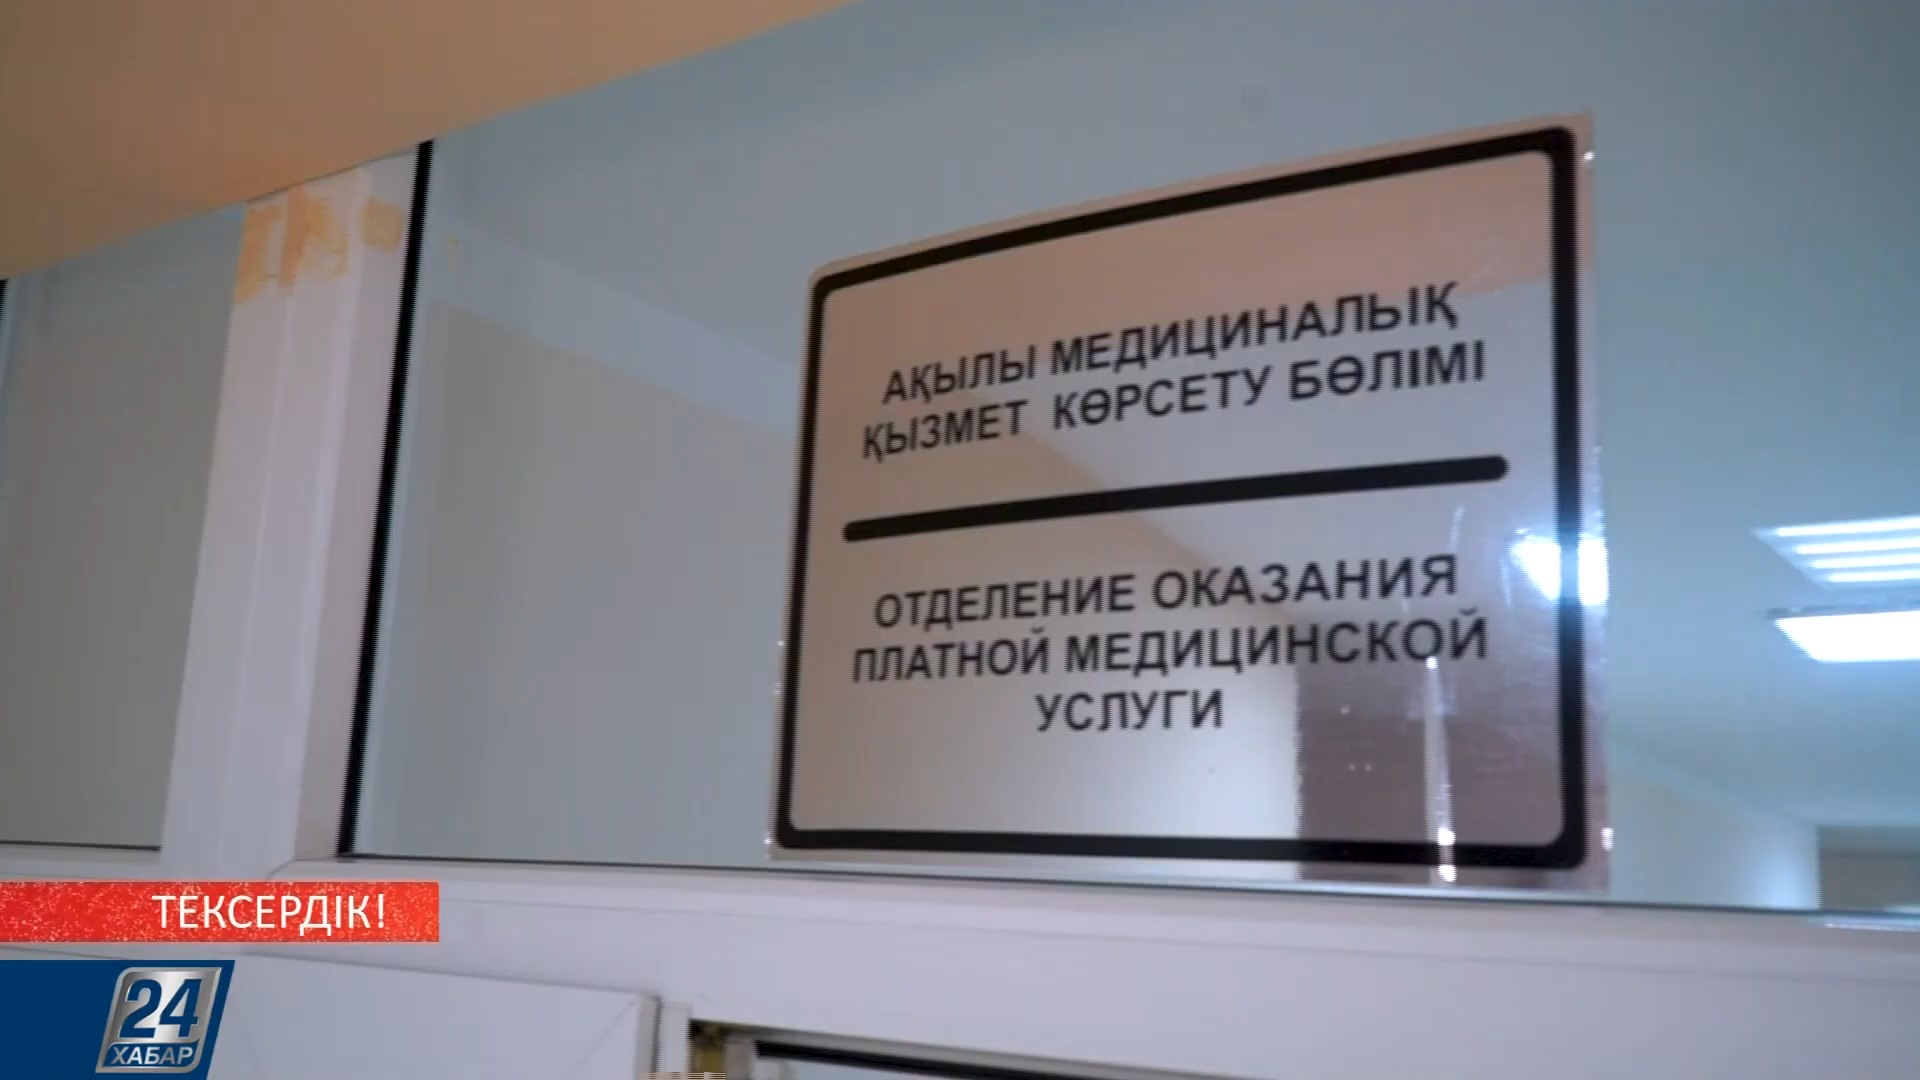 АҚЫЛЫ МЕДИЦИНАЛЫҚ
ҚЫЗМЕТ КӨРСЕТУ БӨЛІМІ
ОТДЕЛЕНИЕ ОКАЗАНИЯ
ПЛАТНОЙ МЕДИЦИНСКОЙ
УСЛУГИ
ТЕКСЕРДІК!
24
ХАБАР